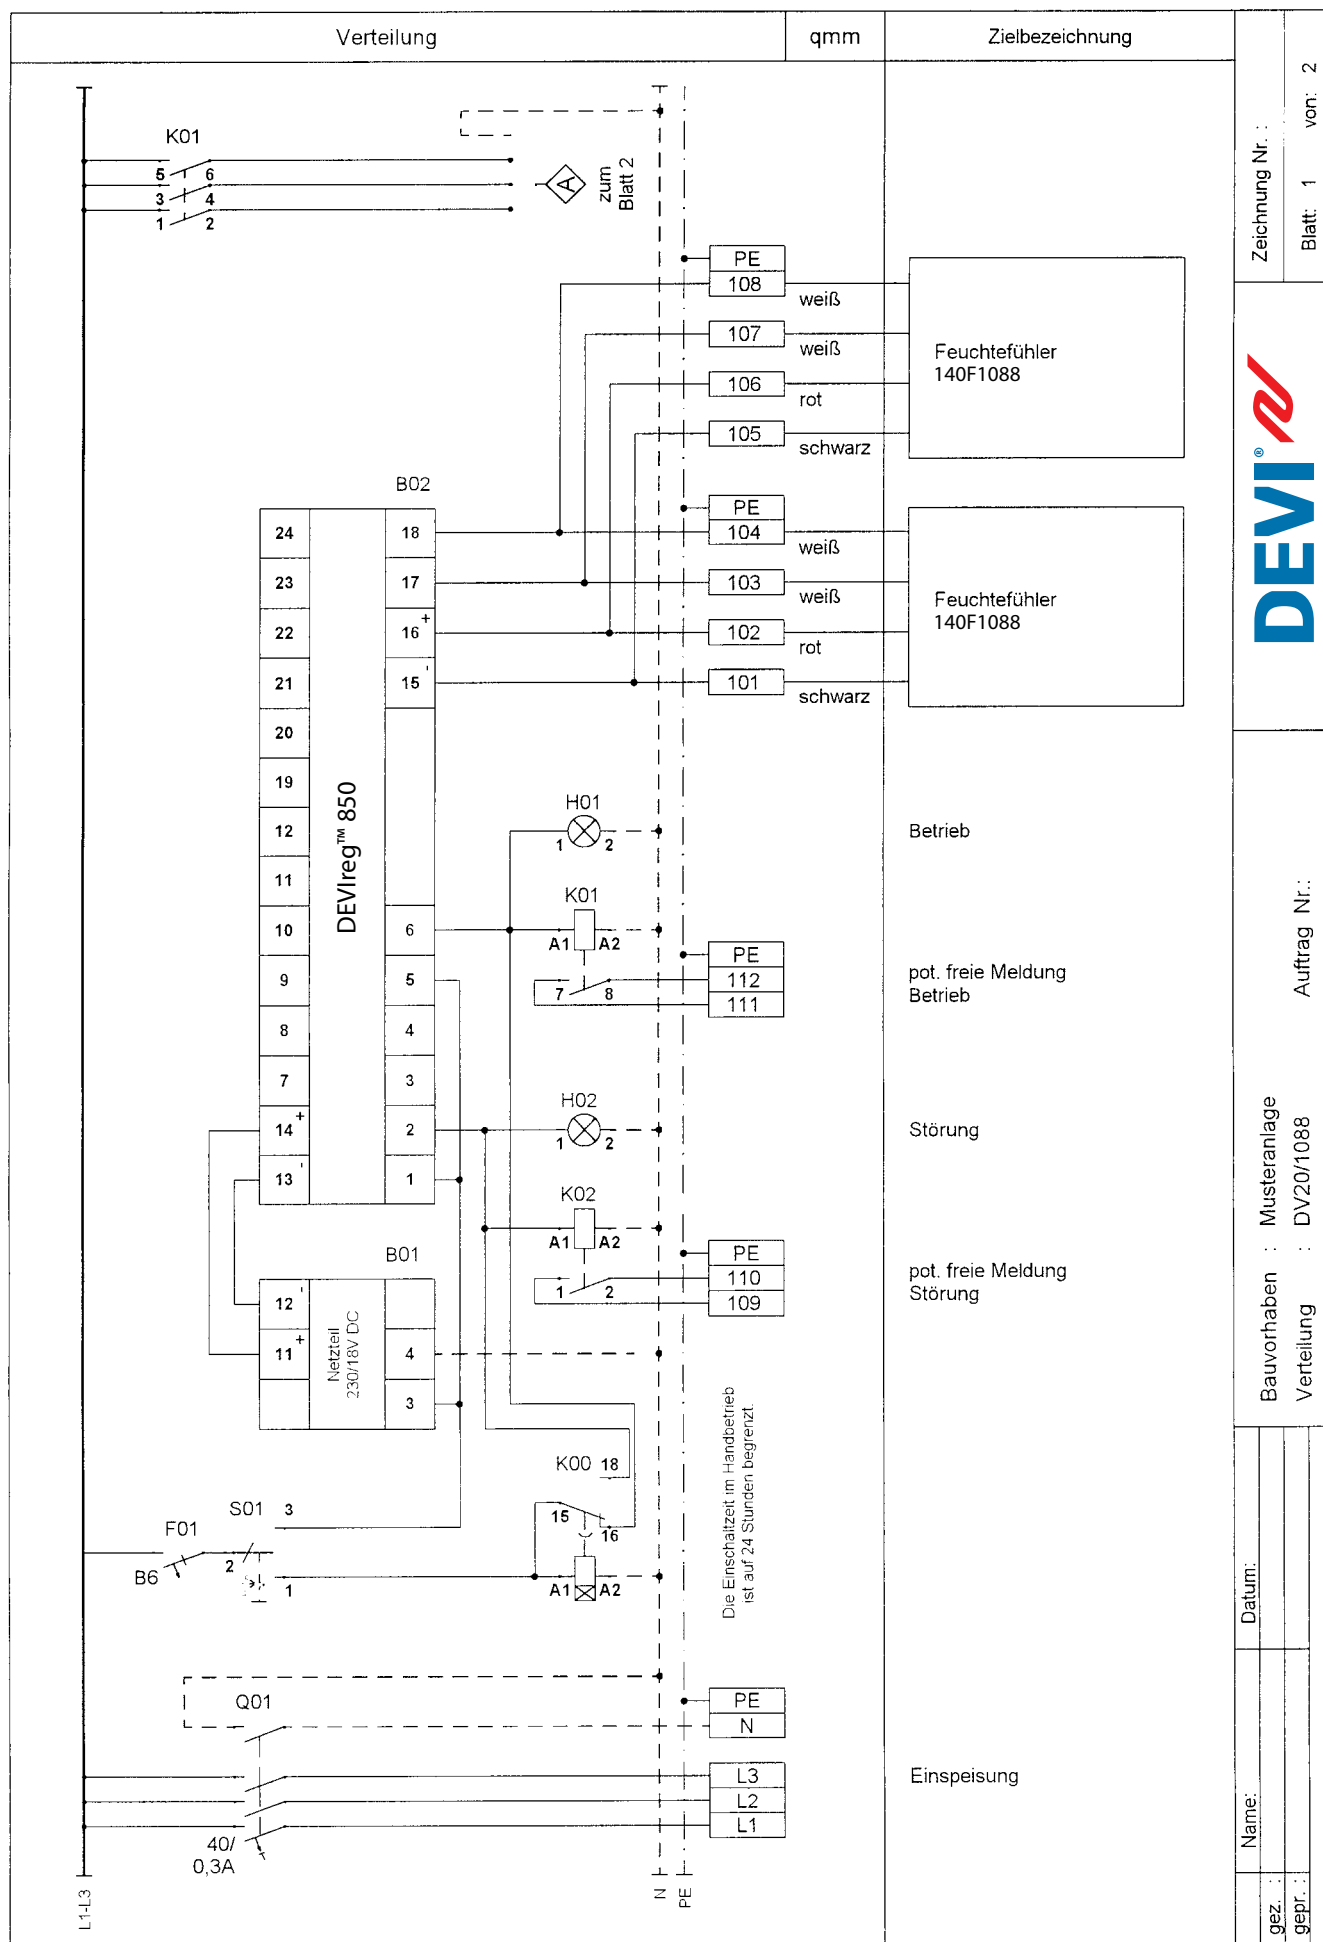 Verteilung
qmm
Zielbezeichnung
K01
5 6
3 4
1 2
A
zum
Blatt 2
PE
108
weiß
107
weiß
106
rot
105
schwarz
Feuchtefühler
140F1088
B02
PE
104
weiß
103
weiß
102
rot
101
schwarz
Feuchtefühler
140F1088
24
23
22
21
20
19
12
11
10
9
8
7
14 +
13 -
DEVIreg™ 850
18
17
16 +
15 -
6
5
4
3
2
1
H01
1 2
Betrieb
K01
A1 A2
7 8
PE
112
111
pot. freie Meldung
Betrieb
H02
1 2
Störung
K02
A1 A2
1 2
PE
110
109
pot. freie Meldung
Störung
B01
12 -
11 +
Netzteil
230/18V DC
4
3
Die Einschaltzeit im Handbetrieb
ist auf 24 Stunden begrenzt.
K00 18
15
16
A1 A2
S01 3
F01
B6
2
1
Q01
40/
0,3A
PE
N
L3
L2
L1
Einspeisung
L1-L3
N
PE
Zeichnung Nr. :
Blatt: 1 von: 2
DEVI®
Bauvorhaben : Musteranlage
Verteilung : DV20/1088
Auftrag Nr.:
Name:
Datum:
gez. :
gepr. :